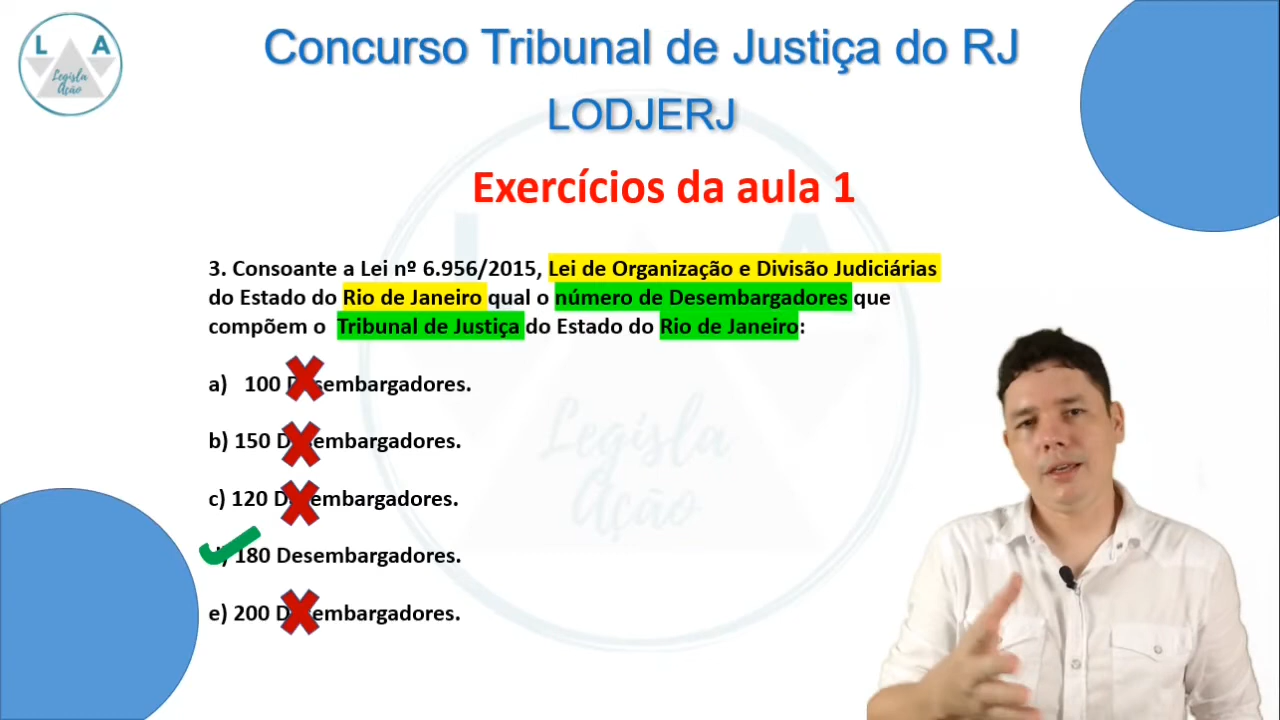 L A
Legisla
Ação
Concurso Tribunal de Justiça do RJ
LODJERJ
Exercícios da aula 1
3. Consoante a Lei nº 6.956/2015, Lei de Organização e Divisão Judiciárias
do Estado do Rio de Janeiro qual o número de Desembargadores que
compõem o Tribunal de Justiça do Estado do Rio de Janeiro:
a) 100 Desembargadores.
b) 150 Desembargadores.
c) 120 Desembargadores.
d) 180 Desembargadores.
e) 200 Desembargadores.
L A
Legisla
Ação